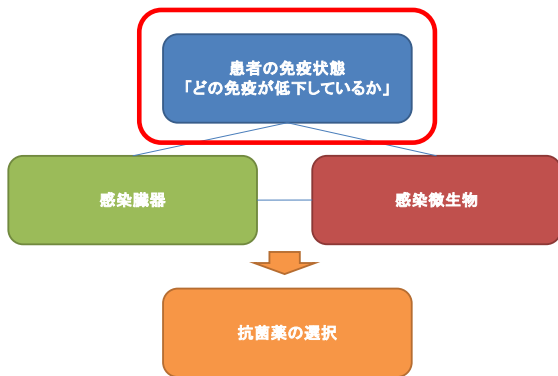 患者の免疫状態
「どの免疫が低下しているか」
感染臓器
感染微生物
抗菌薬の選択